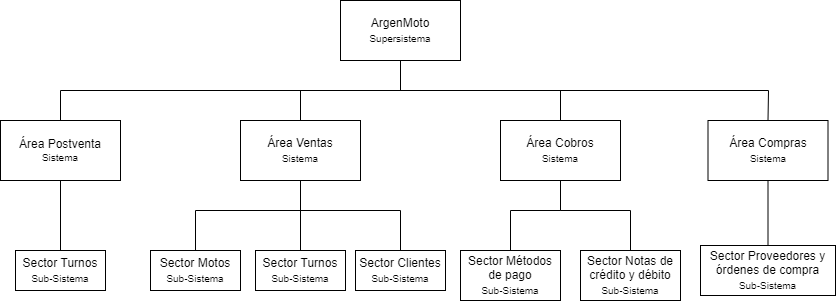 ArgenMoto
Supersistema
Área Postventa
Sistema
Área Ventas
Sistema
Área Cobros
Sistema
Área Compras
Sistema
Sector Turnos
Sub-Sistema
Sector Motos
Sub-Sistema
Sector Turnos
Sub-Sistema
Sector Clientes
Sub-Sistema
Sector Métodos
de pago
Sub-Sistema
Sector Notas de
crédito y débito
Sub-Sistema
Sector Proveedores y
órdenes de compra
Sub-Sistema